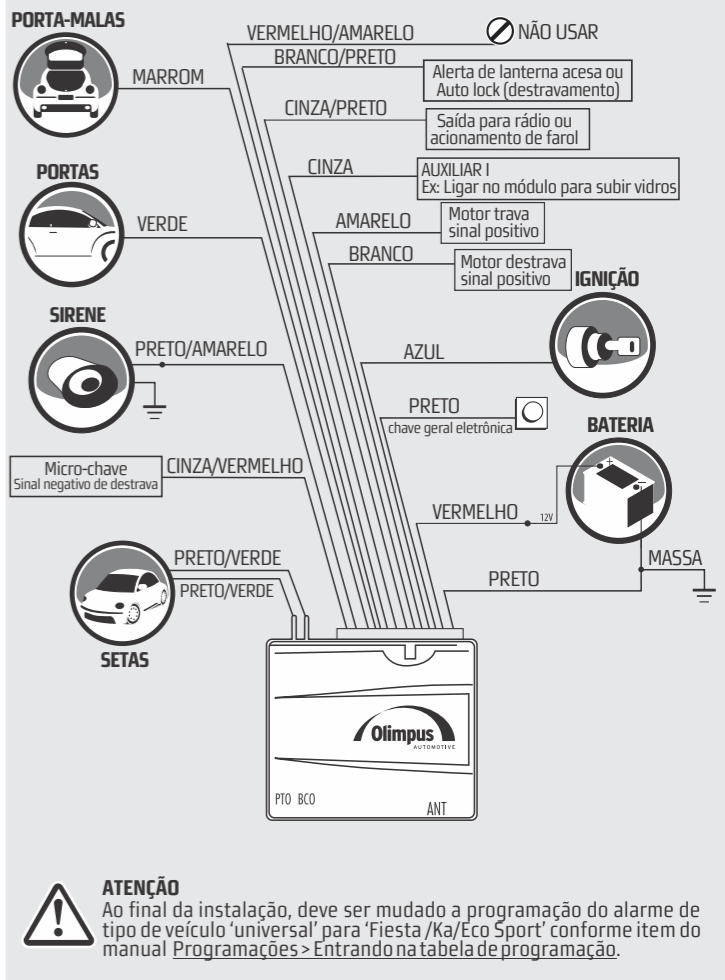 PORTA-MALAS
VERMELHO/AMARELO
NÃO USAR
BRANCO/PRETO
MARROM
Alerta de lanterna acesa ou
Auto lock (destravamento)
CINZA/PRETO
Saída para rádio ou
acionamento de farol
PORTAS
CINZA
AUXILIAR I
Ex: Ligar no módulo para subir vidros
VERDE
AMARELO
Motor trava
sinal positivo
BRANCO
Motor destrava
sinal positivo
IGNIÇÃO
SIRENE
PRETO/AMARELO
AZUL
PRETO
chave geral eletrônica
BATERIA
+
-
Micro-chave
Sinal negativo de destrava
CINZA/VERMELHO
VERMELHO
12V
PRETO/VERDE
PRETO/VERDE
PRETO
MASSA
SETAS
Olimpus
AUTOMOTIVE
PTO BCO
ANT
ATENÇÃO
Ao final da instalação, deve ser mudado a programação do alarme de
tipo de veículo ‘universal’ para ‘Fiesta /Ka/Eco Sport’ conforme item do
manual Programações > Entrando na tabela de programação.